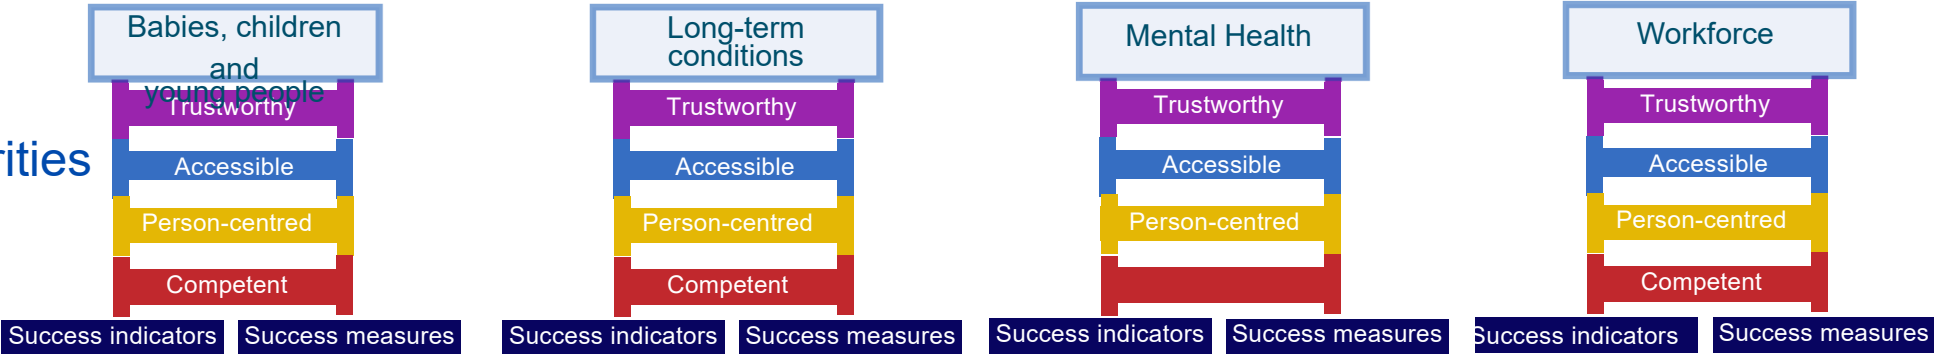 Babies, children
and
young people
Trustworthy
Accessible
Person-centred
Competent
Success indicators
Success measures
Long-term
conditions
Trustworthy
Accessible
Person-centred
Competent
Success indicators
Success measures
Mental Health
Trustworthy
Accessible
Person-centred
Success indicators
Success measures
Workforce
Trustworthy
Accessible
Person-centred
Competent
Success indicators
Success measures